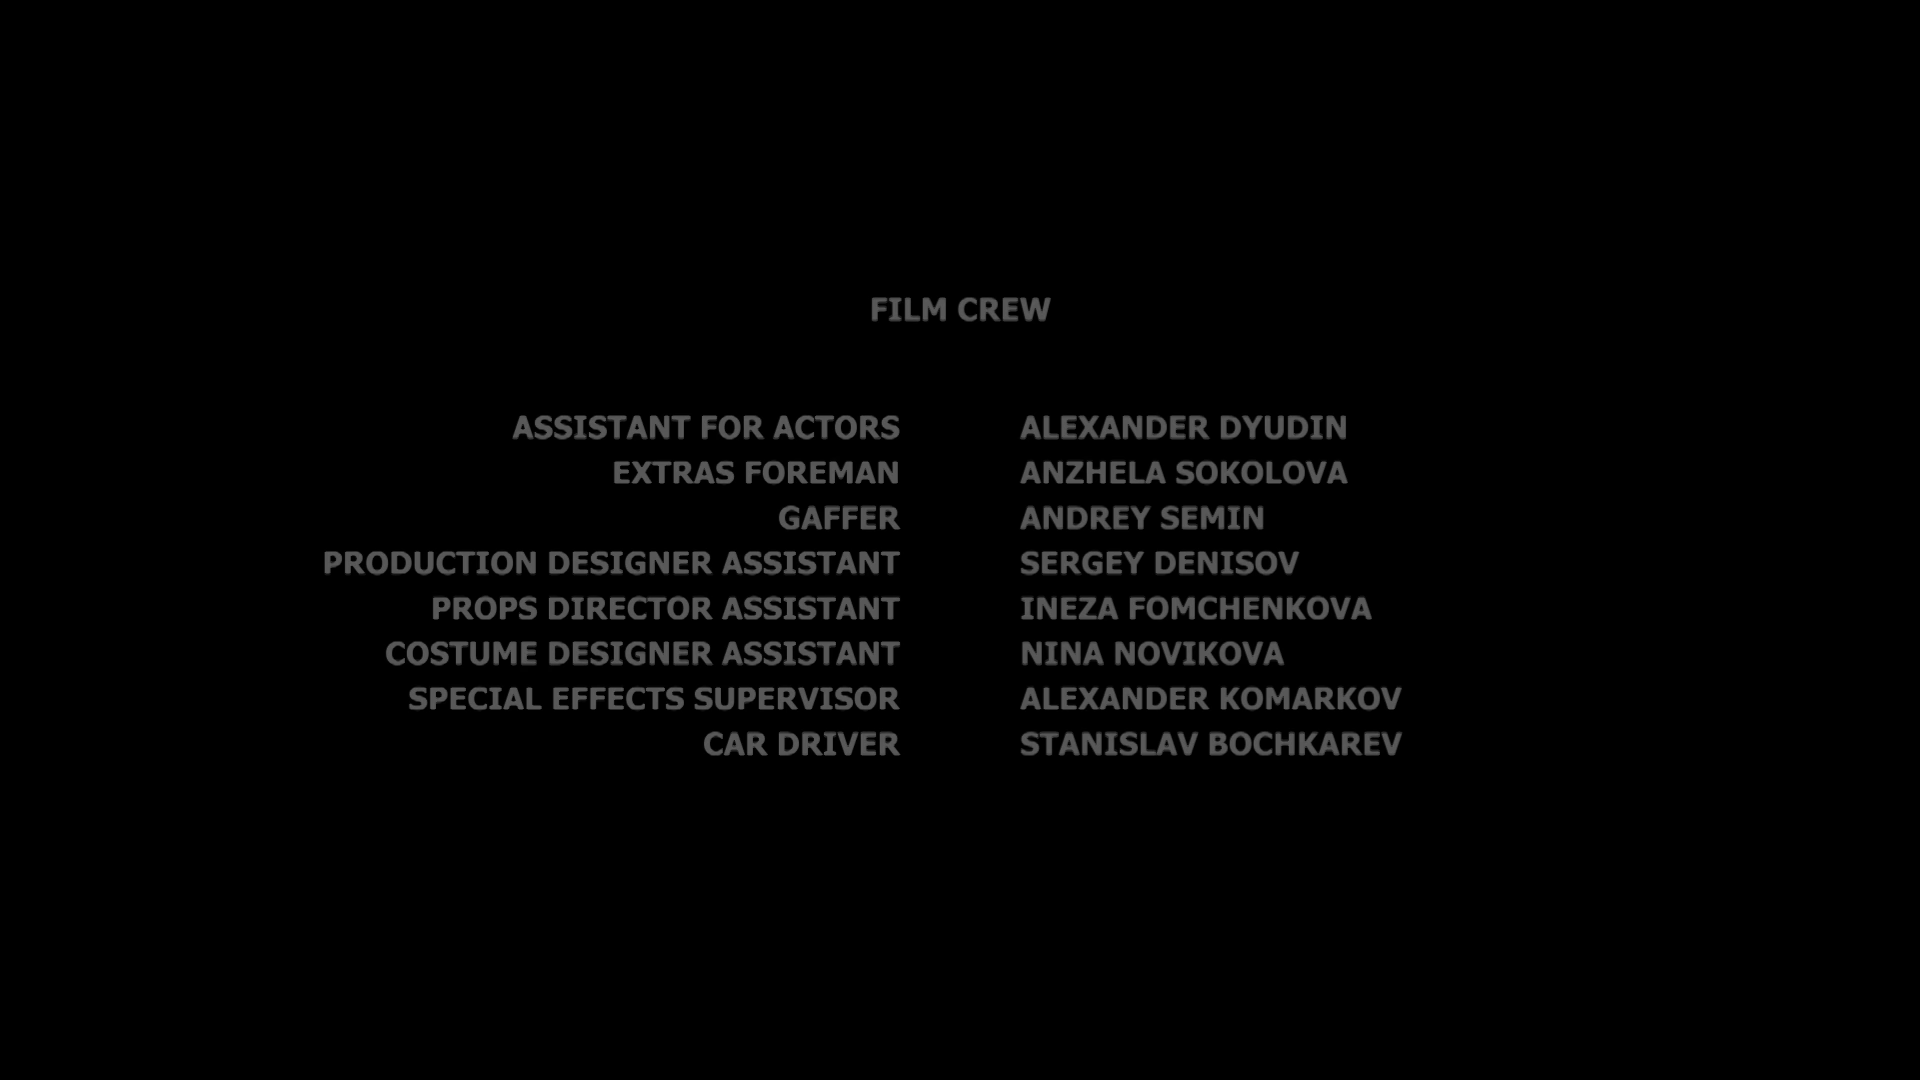 FILM CREW
ASSISTANT FOR ACTORS ALEXANDER DYUDIN
EXTRAS FOREMAN ANZHELA SOKOLOVA
GAFFER ANDREY SEMIN
PRODUCTION DESIGNER ASSISTANT SERGEY DENISOV
PROPS DIRECTOR ASSISTANT INEZA FOMCHENKOVA
COSTUME DESIGNER ASSISTANT NINA NOVIKOVA
SPECIAL EFFECTS SUPERVISOR ALEXANDER KOMARKOV
CAR DRIVER STANISLAV BOCHKAREV